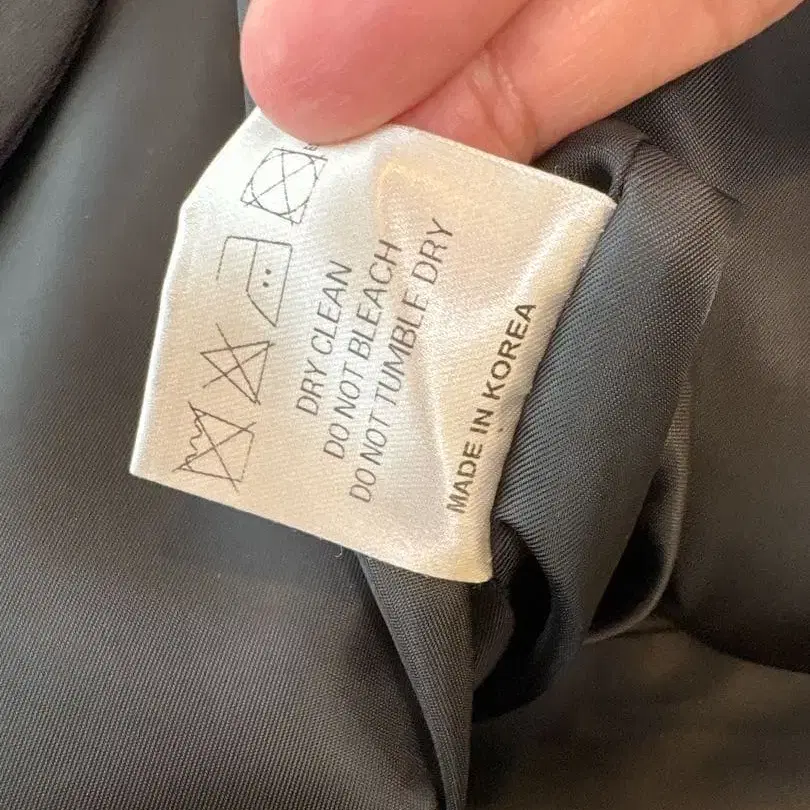 DRY CLEAN
DO NOT BLEACH
DO NOT TUMBLE DRY
MADE IN KOREA